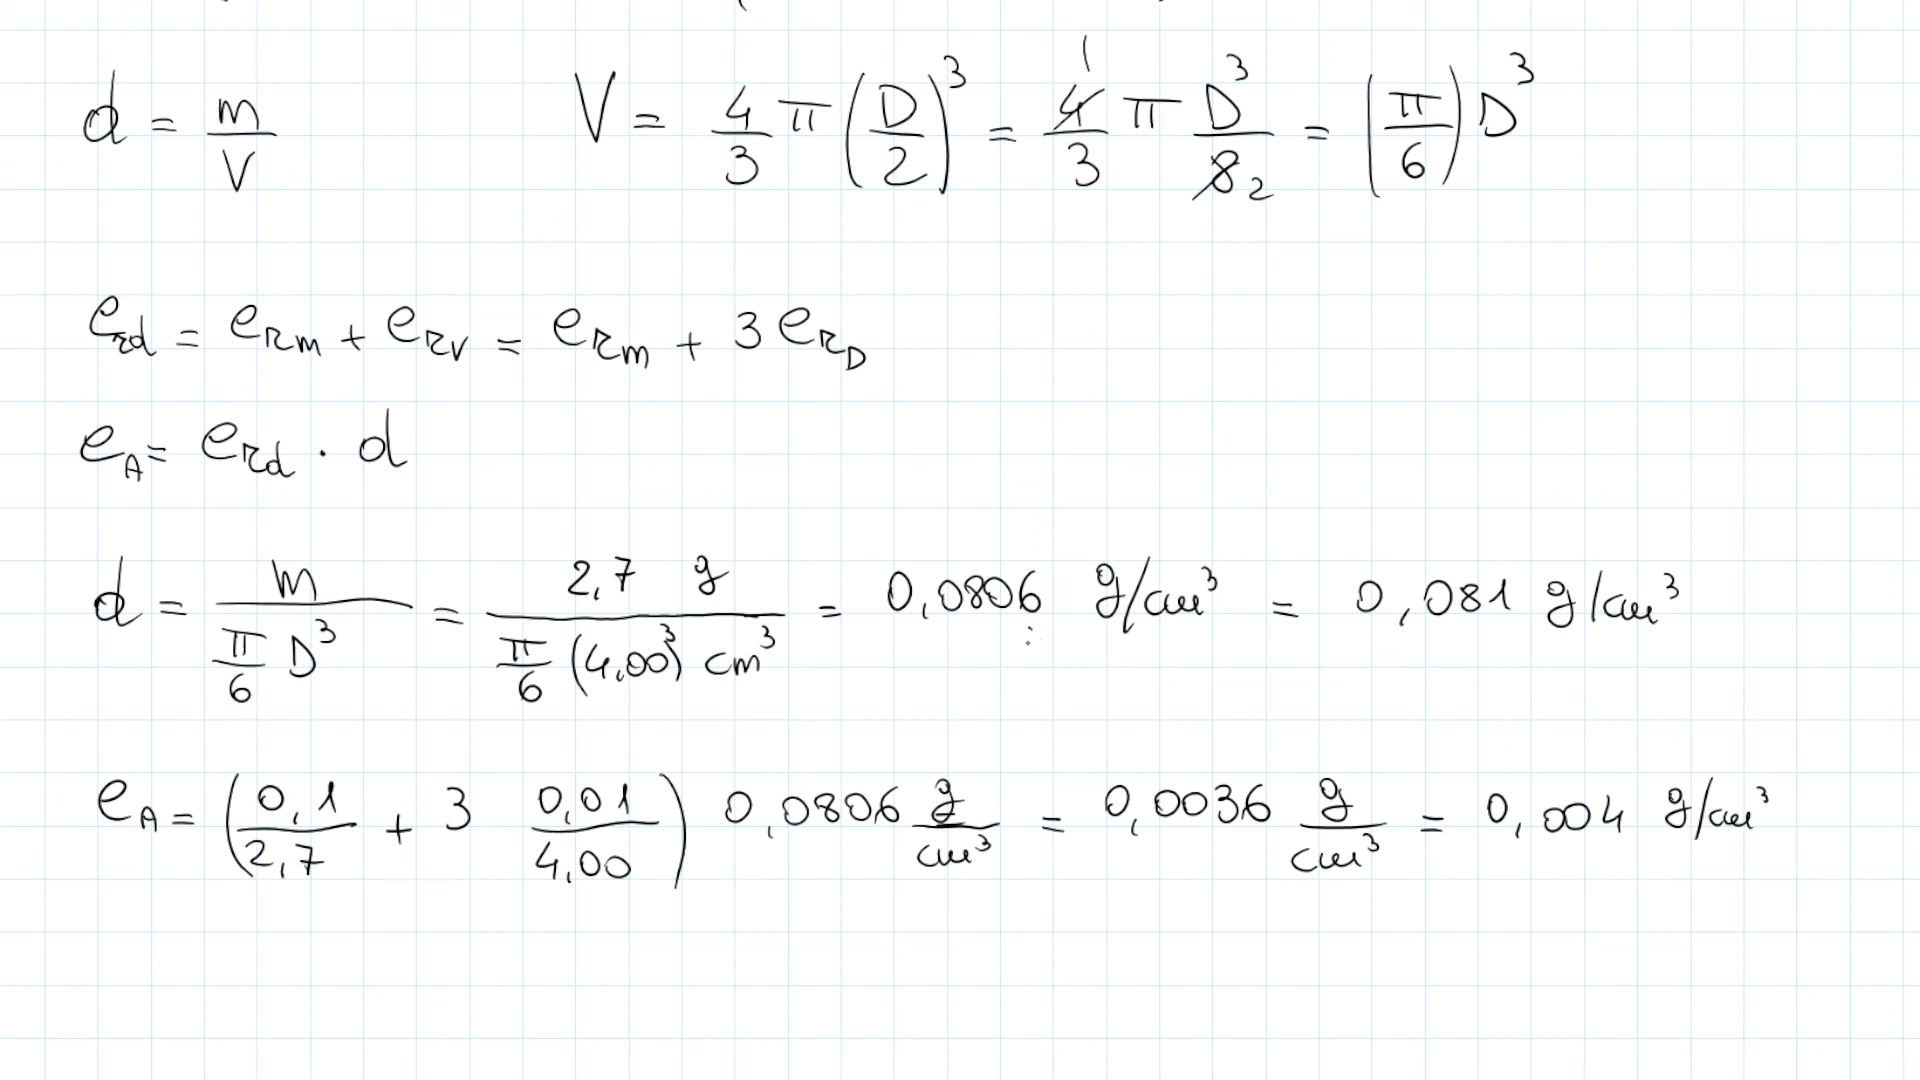 d = m/V V = 4/3 π (D/2)³ = 4̸ 1/3 π D³/8̸ 2 = (π/6) D³
e_rd = e_rm + e_rV = e_rm + 3 e_rD
e_A = e_rd · d
d = m / (π/6 D³) = 2,7 g / (π/6 (4,00)³ cm³) = 0,0806 g/cm³ = 0,081 g/cm³
e_A = (0,1/2,7 + 3 0,01/4,00) 0,0806 g/cm³ = 0,0036 g/cm³ = 0,004 g/cm³